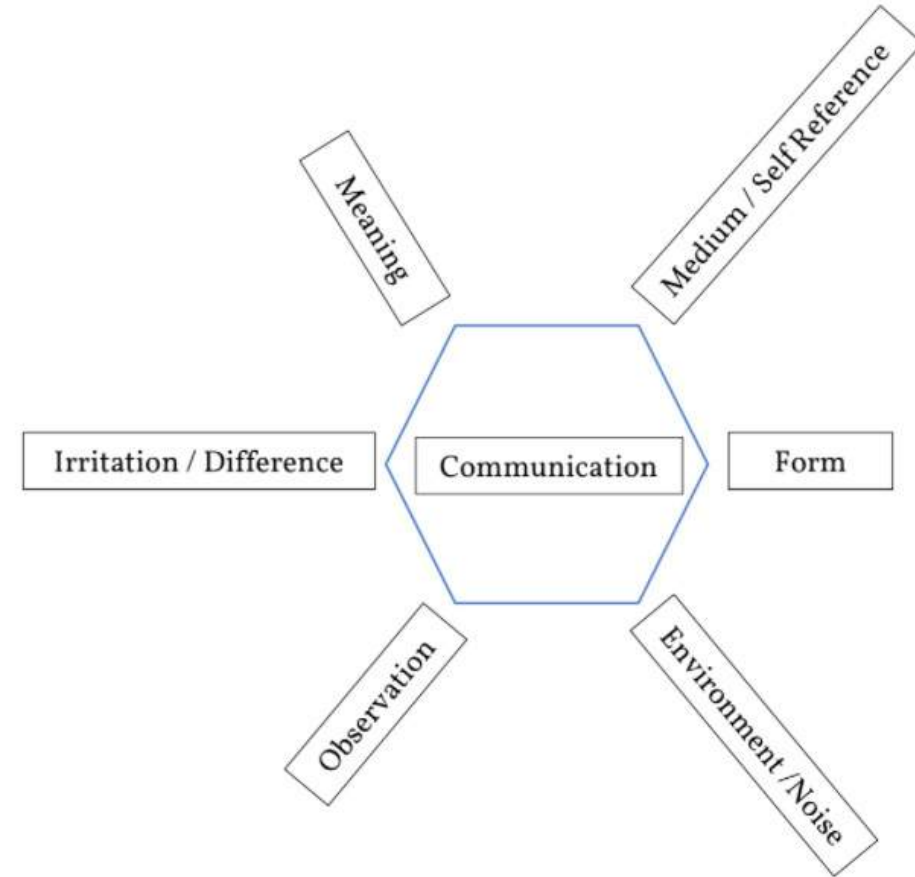 Medium / Self Reference
Meaning
Irritation / Difference
Communication
Form
Observation
Environment /Noise